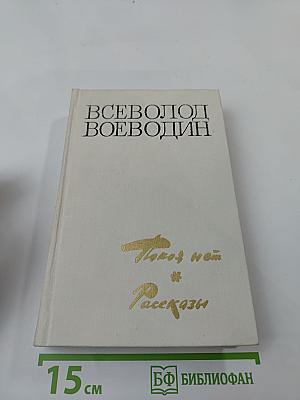 ВСЕВОЛОД
ВОЕВОДИН
Покоя нет
*
Рассказы
15 см
БФ БИБЛИОФАН